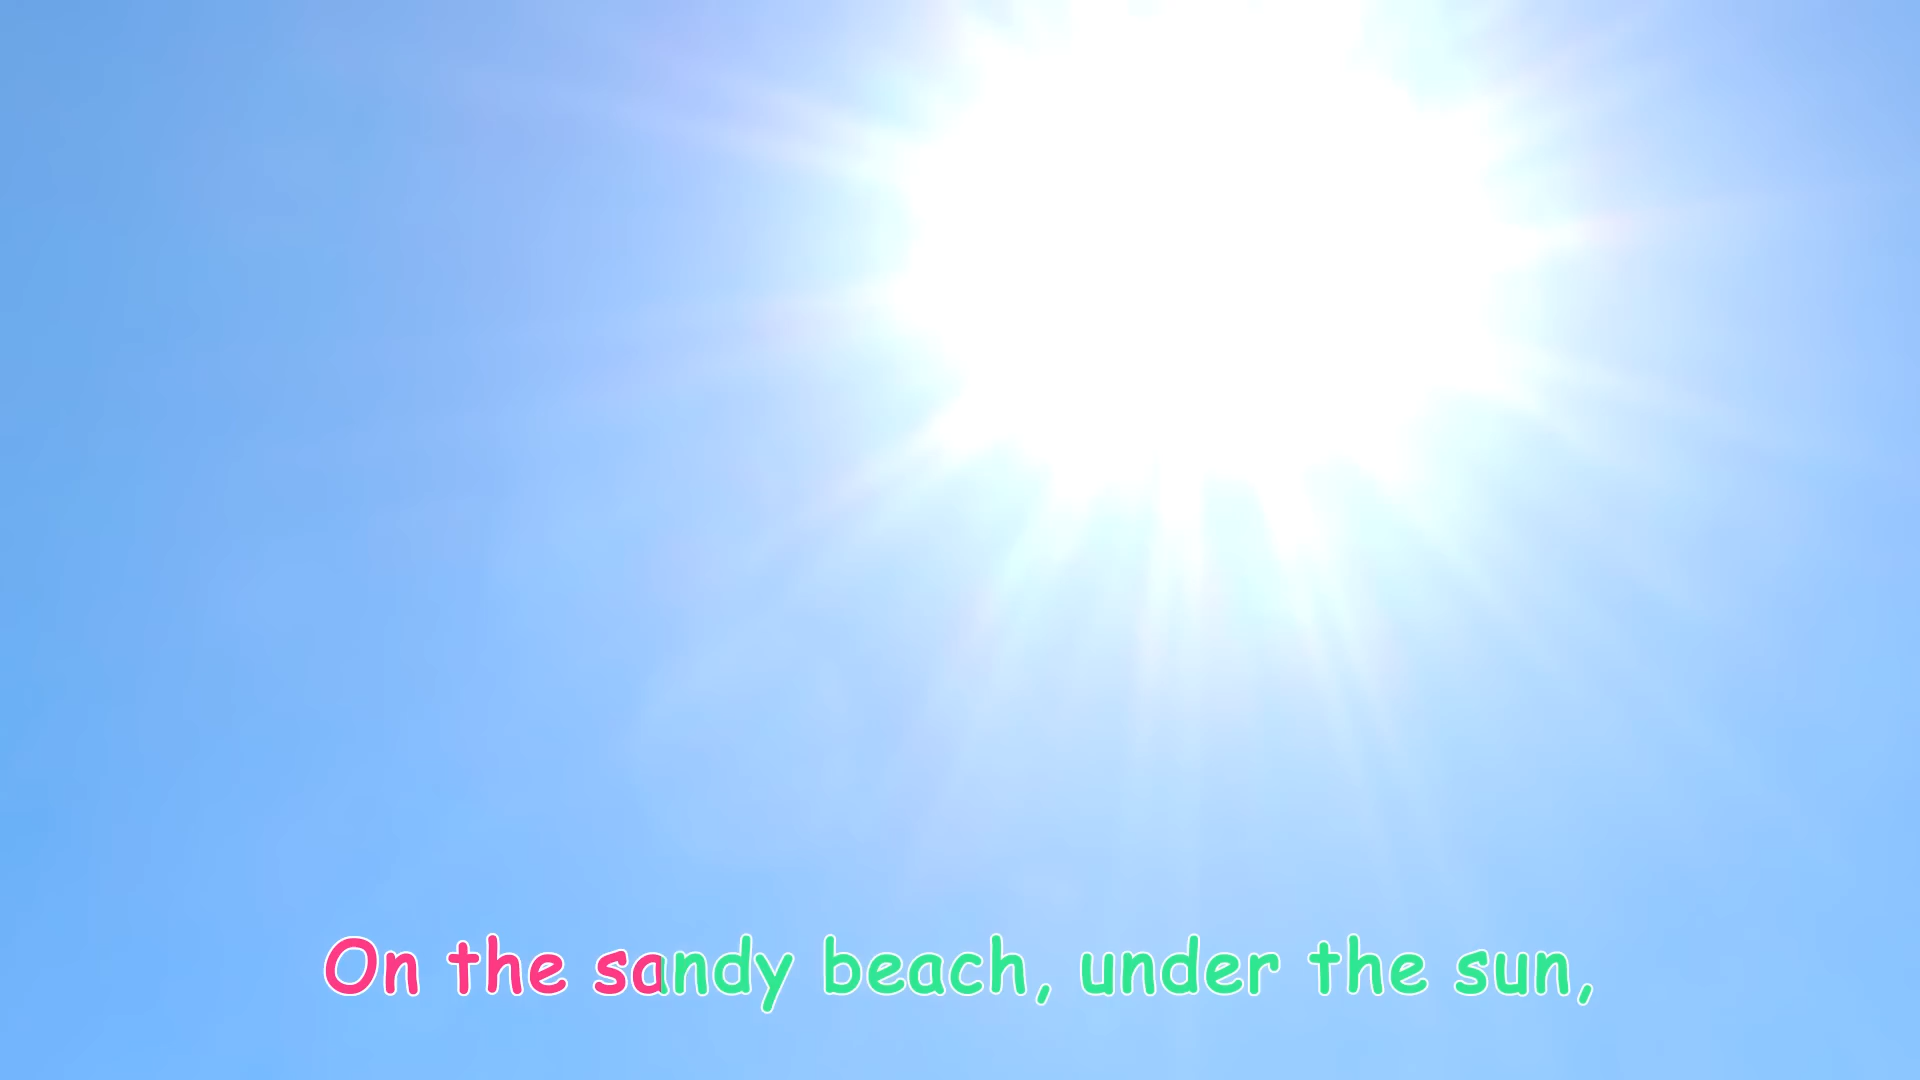 On the sandy beach, under the sun,